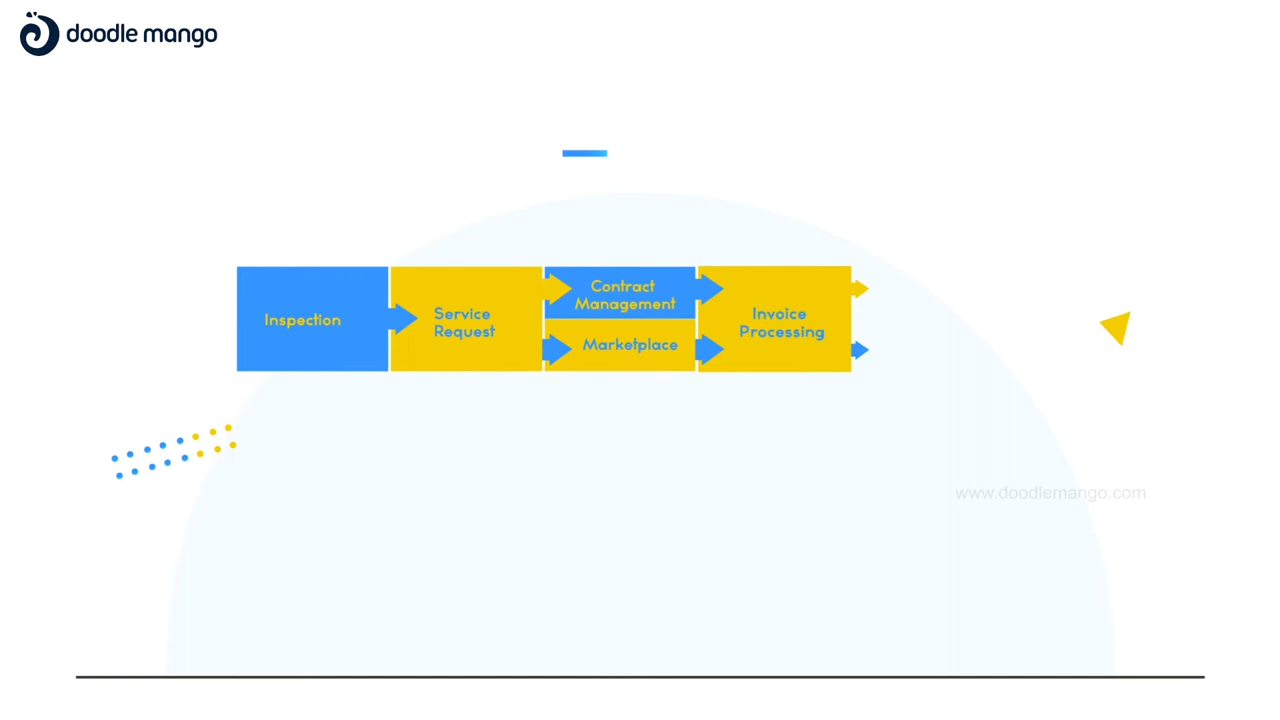 doodle mango
Inspection
Service
Request
Contract
Management
Marketplace
Invoice
Processing
www.doodlemango.com